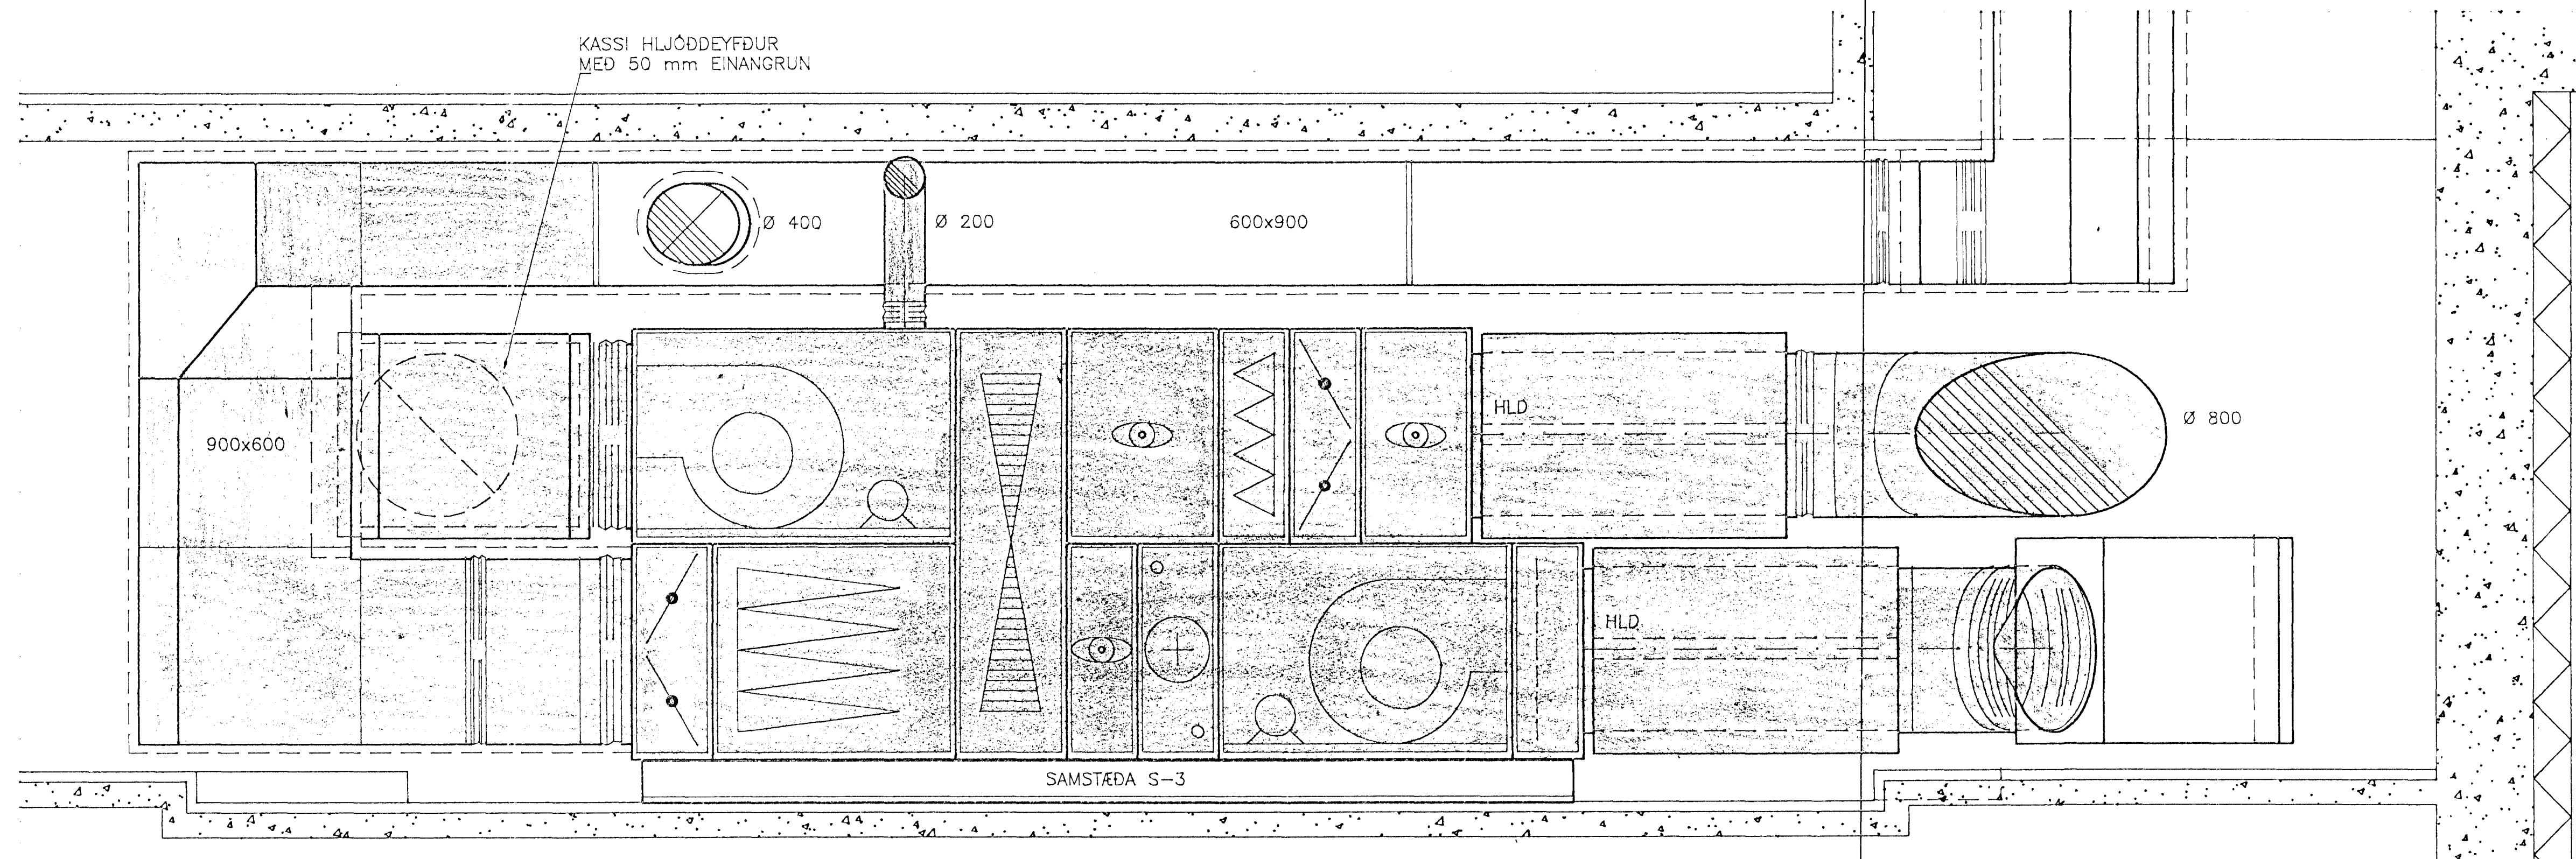 KASSI HLJÓÐDEYFÐUR
MEÐ 50 mm EINANGRUN
Ø 400
Ø 200
600x900
900x600
HLD
Ø 800
HLD
SAMSTÆÐA S-3